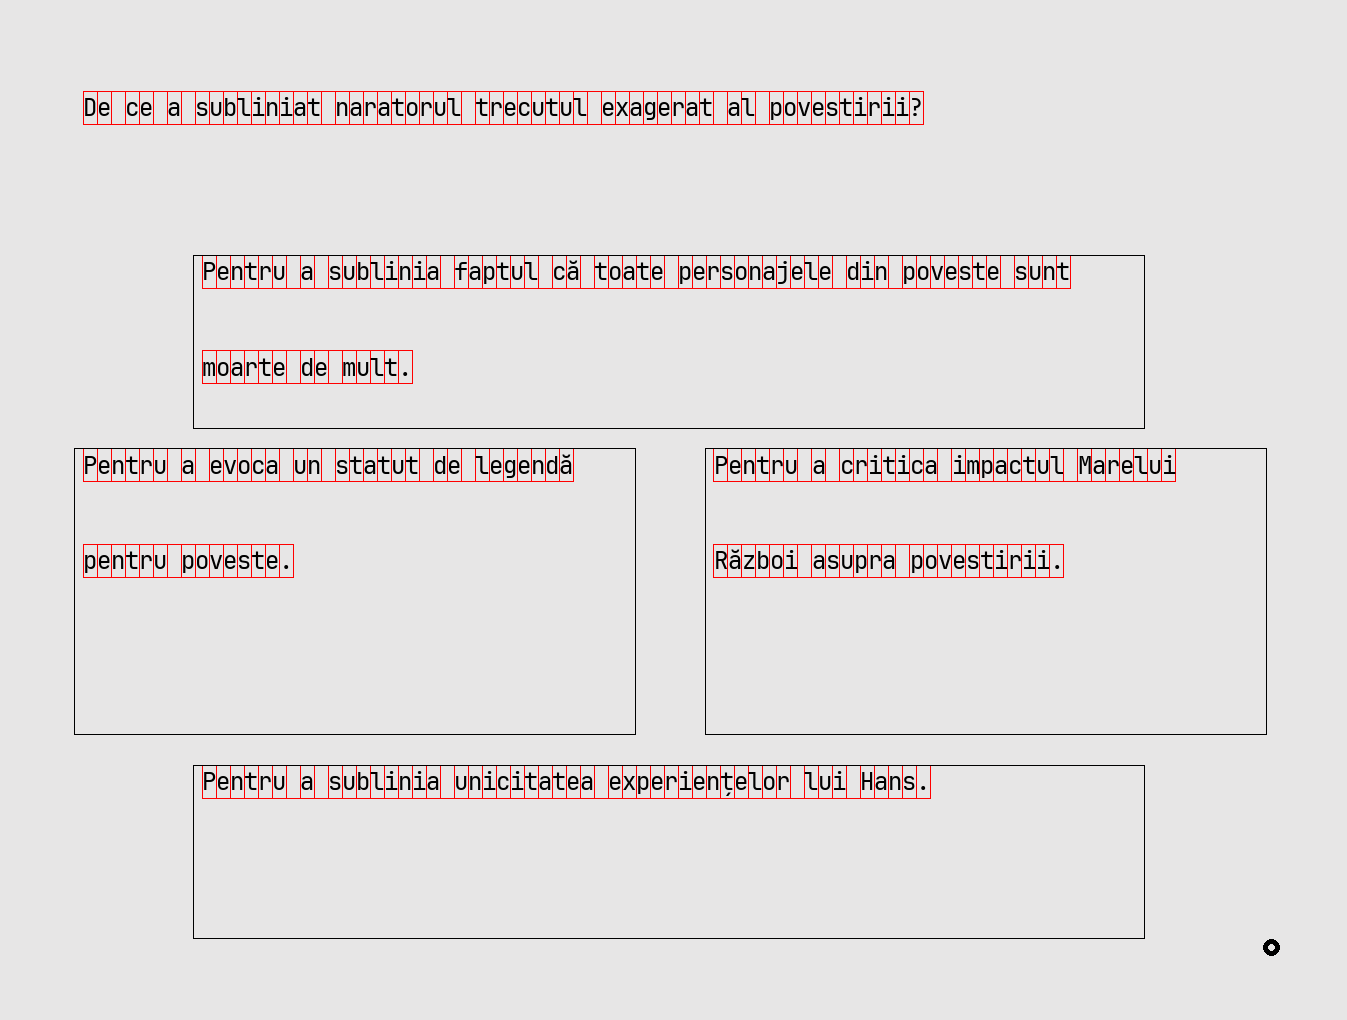 De ce a subliniat naratorul trecutul exagerat al povestirii?
Pentru a sublinia faptul că toate personajele din poveste sunt
moarte de mult.
Pentru a evoca un statut de legendă
pentru poveste.
Pentru a critica impactul Marelui
Război asupra povestirii.
Pentru a sublinia unicitatea experiențelor lui Hans.